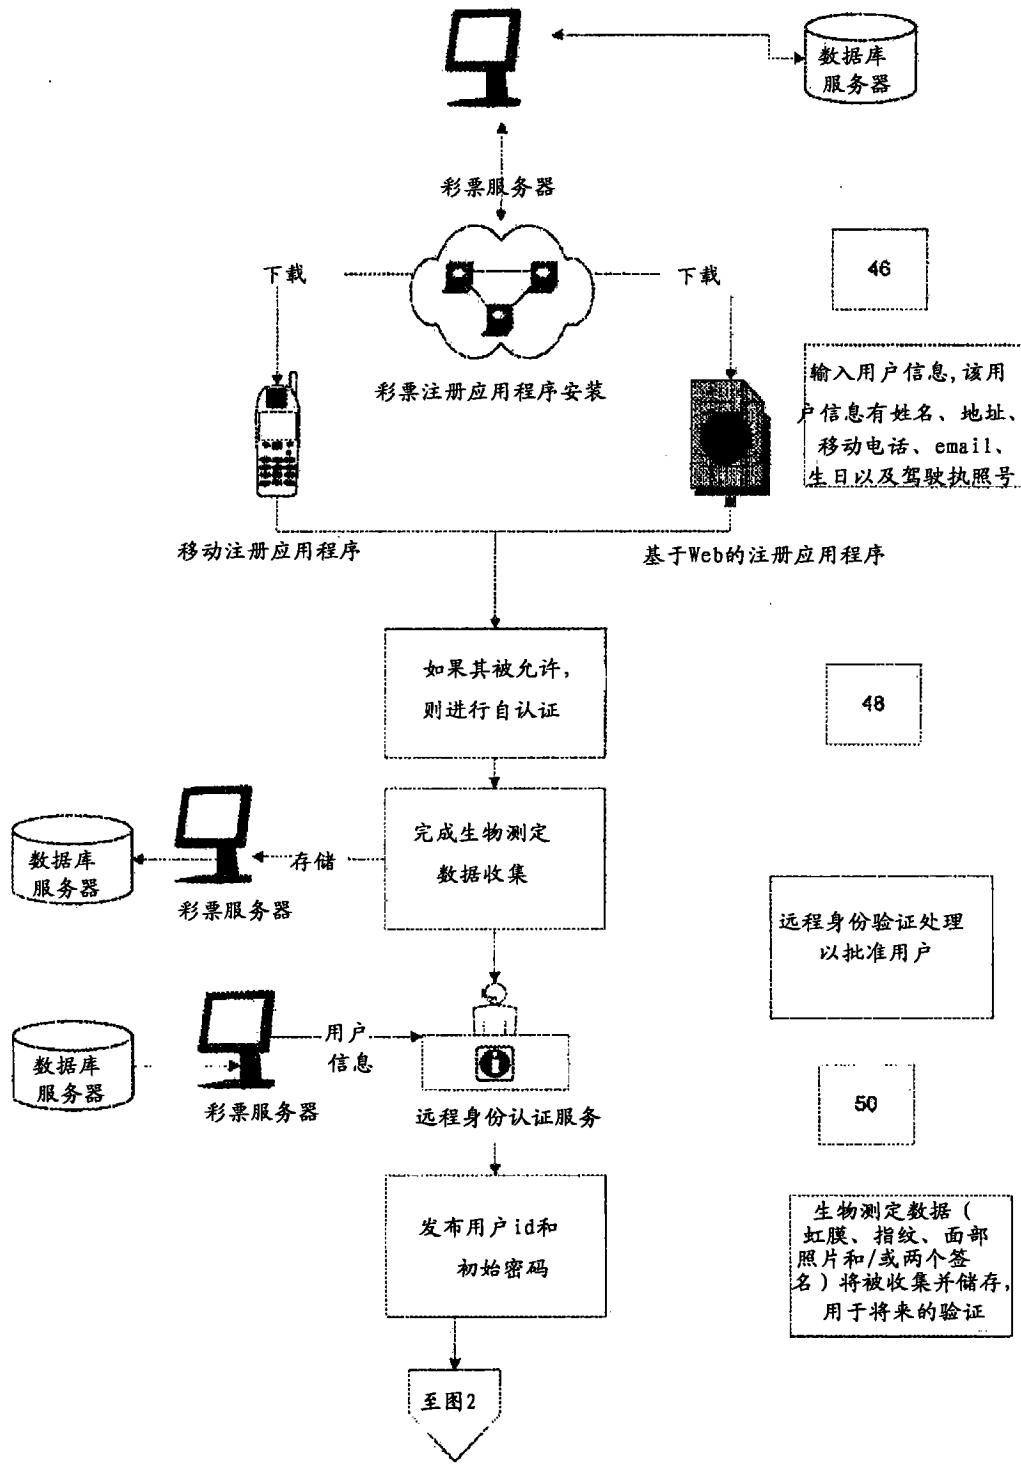 数据库
服务器
彩票服务器
下载
下载
46
彩票注册应用程序安装
输入用户信息,该用
户信息有姓名、地址、
移动电话、email、
生日以及驾驶执照号
移动注册应用程序
基于Web的注册应用程序
如果其被允许,
则进行自认证
48
完成生物测定
数据收集
存储
数据库
服务器
彩票服务器
远程身份验证处理
以批准用户
用户
信息
数据库
服务器
彩票服务器
远程身份认证服务
50
发布用户id和
初始密码
生物测定数据(
虹膜、指纹、面部
照片和/或两个签
名)将被收集并储存,
用于将来的验证
至图2